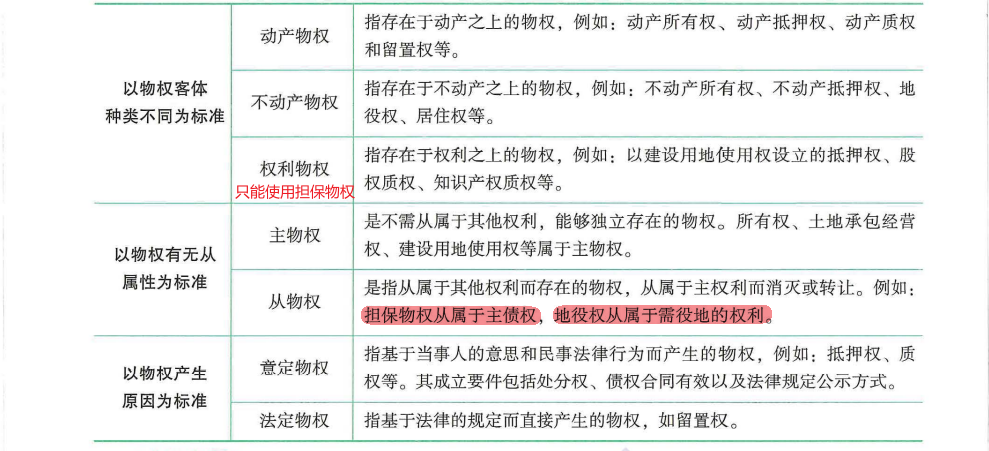 动产物权
指存在于动产之上的物权，例如：动产所有权、动产抵押权、动产质权
和留置权等。
以物权客体
种类不同为标准
不动产物权
指存在于不动产之上的物权，例如：不动产所有权、不动产抵押权、地
役权、居住权等。
权利物权
只能使用担保物权
指存在于权利之上的物权，例如：以建设用地使用权设立的抵押权、股
权质权、知识产权质权等。
以物权有无从
属性为标准
主物权
是不需从属于其他权利，能够独立存在的物权。所有权、土地承包经营
权、建设用地使用权等属于主物权。
从物权
是指从属于其他权利而存在的物权，从属于主权利而消灭或转让。例如：
担保物权从属于主债权，地役权从属于需役地的权利。
以物权产生
原因为标准
意定物权
指基于当事人的意思和民事法律行为而产生的物权，例如：抵押权、质
权等。其成立要件包括处分权、债权合同有效以及法律规定公示方式。
法定物权
指基于法律的规定而直接产生的物权，如留置权。